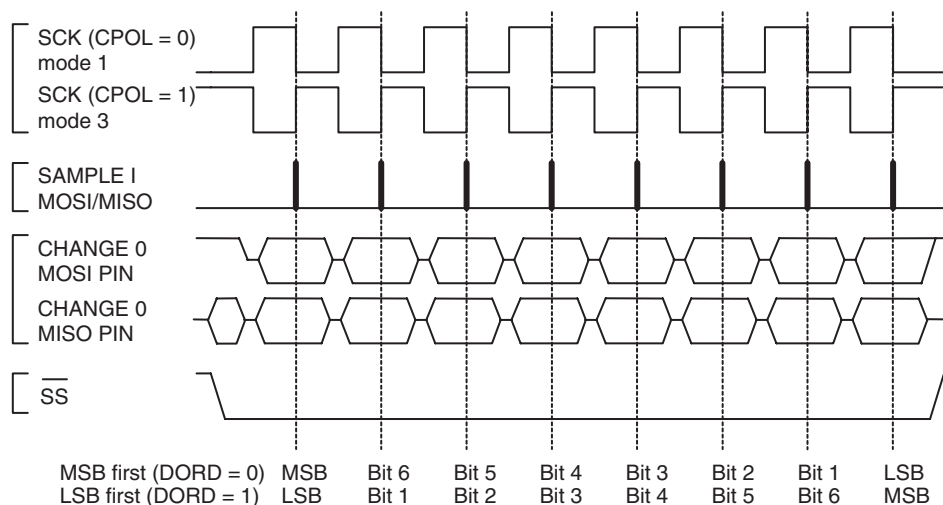 SCK (CPOL = 0)
mode 1
SCK (CPOL = 1)
mode 3
SAMPLE I
MOSI/MISO
CHANGE 0
MOSI PIN
CHANGE 0
MISO PIN
SS
MSB first (DORD = 0) MSB Bit 6 Bit 5 Bit 4 Bit 3 Bit 2 Bit 1 LSB
LSB first (DORD = 1) LSB Bit 1 Bit 2 Bit 3 Bit 4 Bit 5 Bit 6 MSB